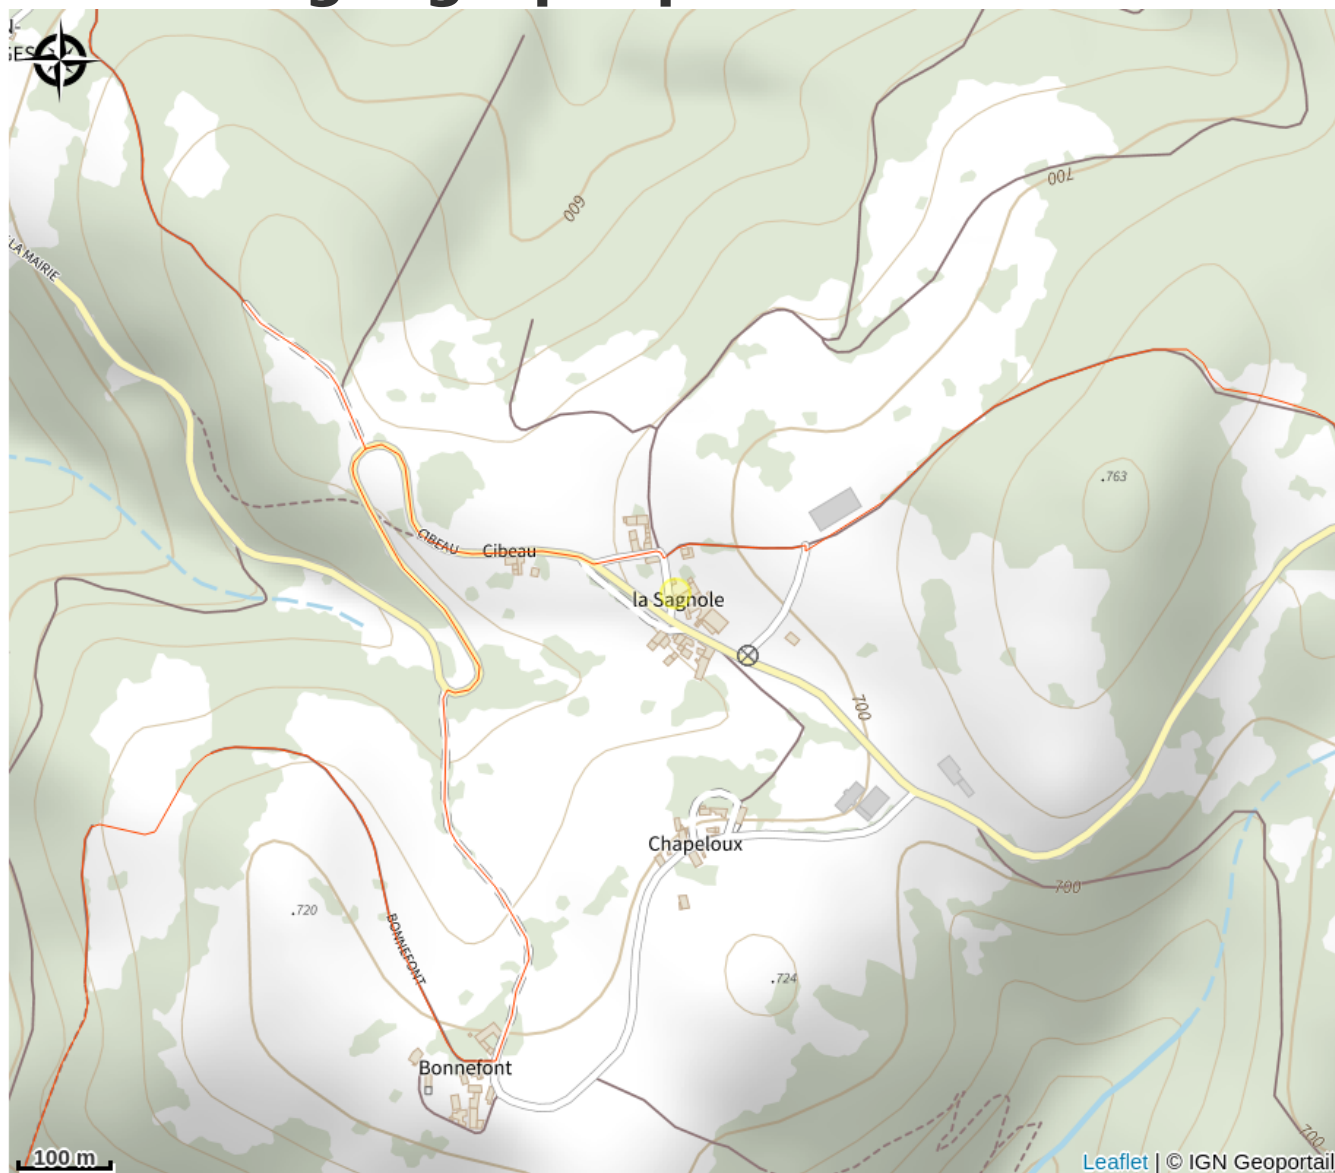 LA MAIRIE
600
700
.763
CIBEAU
Cibeau
la Sagnole
700
Chapeloux
700
.720
BONNEFONT
.724
Bonnefont
700
100 m
Leaflet | © IGN Geoportail